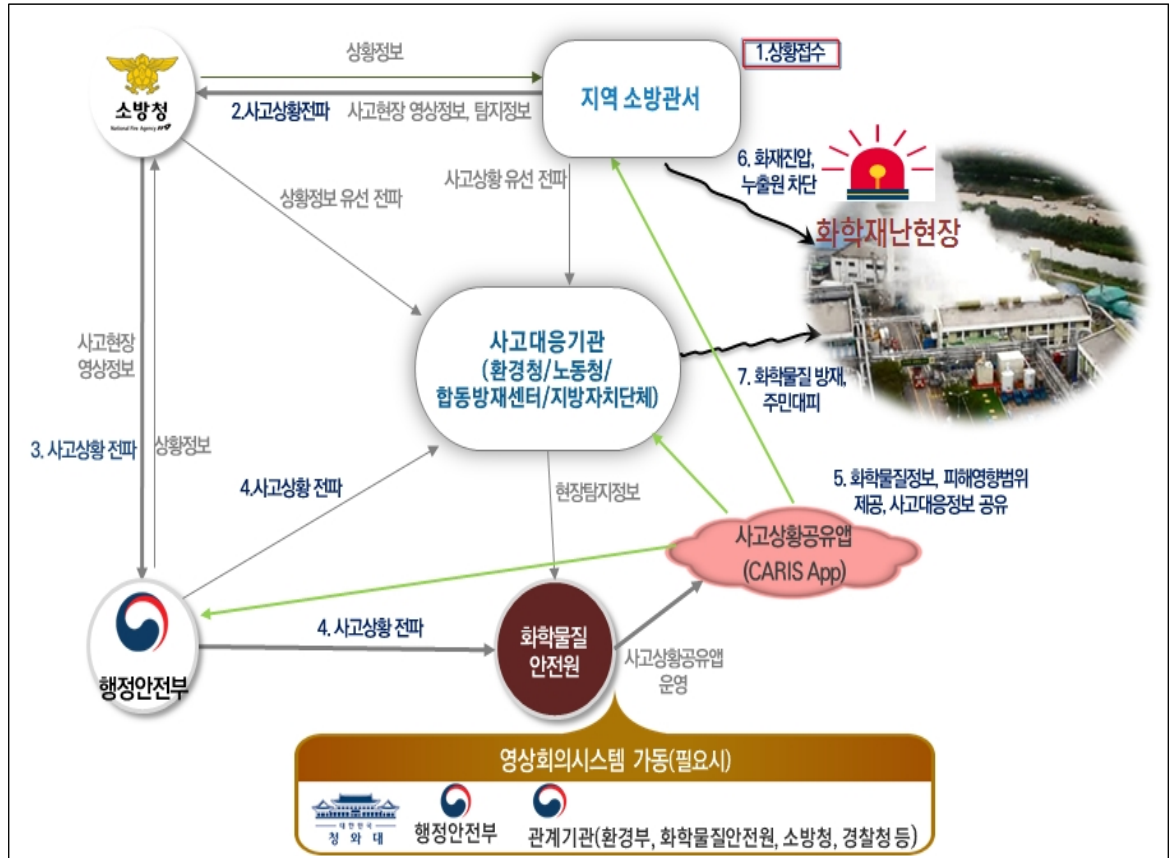 상황정보
1.상황접수
소방청
National Fire Agency 119
지역 소방관서
2.사고상황전파 사고현장 영상정보, 탐지정보
6. 화재진압,
누출원 차단
상황정보 유선 전파
사고상황 유선 전파
화학재난현장
사고현장
영상정보
사고대응기관
(환경청/노동청/
합동방재센터/지방자치단체)
7. 화학물질 방재,
주민대피
3. 사고상황 전파
상황정보
4.사고상황 전파
현장탐지정보
5. 화학물질정보, 피해영향범위
제공, 사고대응정보 공유
사고상황공유앱
(CARIS App)
행정안전부
4. 사고상황 전파
화학물질
안전원
사고상황공유앱
운영
영상회의시스템 가동(필요시)
대한민국
청와대
행정안전부
관계기관(환경부, 화학물질안전원, 소방청, 경찰청 등)